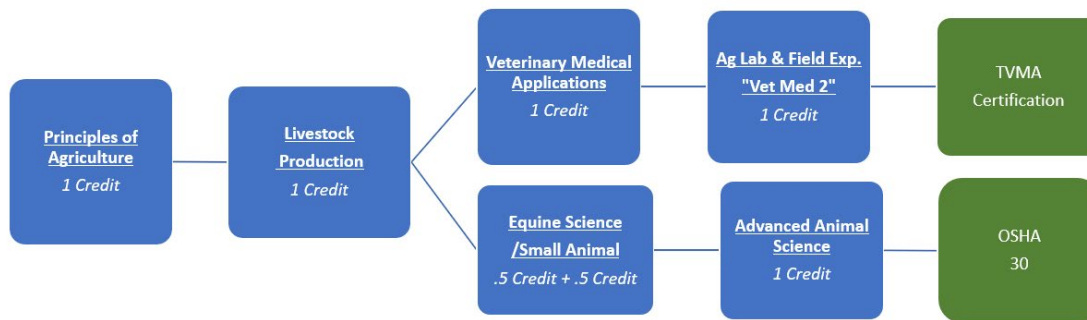 Principles of
Agriculture
1 Credit
Livestock
Production
1 Credit
Veterinary Medical
Applications
1 Credit
Ag Lab & Field Exp.
"Vet Med 2"
1 Credit
TVMA
Certification
Equine Science
/Small Animal
.5 Credit + .5 Credit
Advanced Animal
Science
1 Credit
OSHA
30